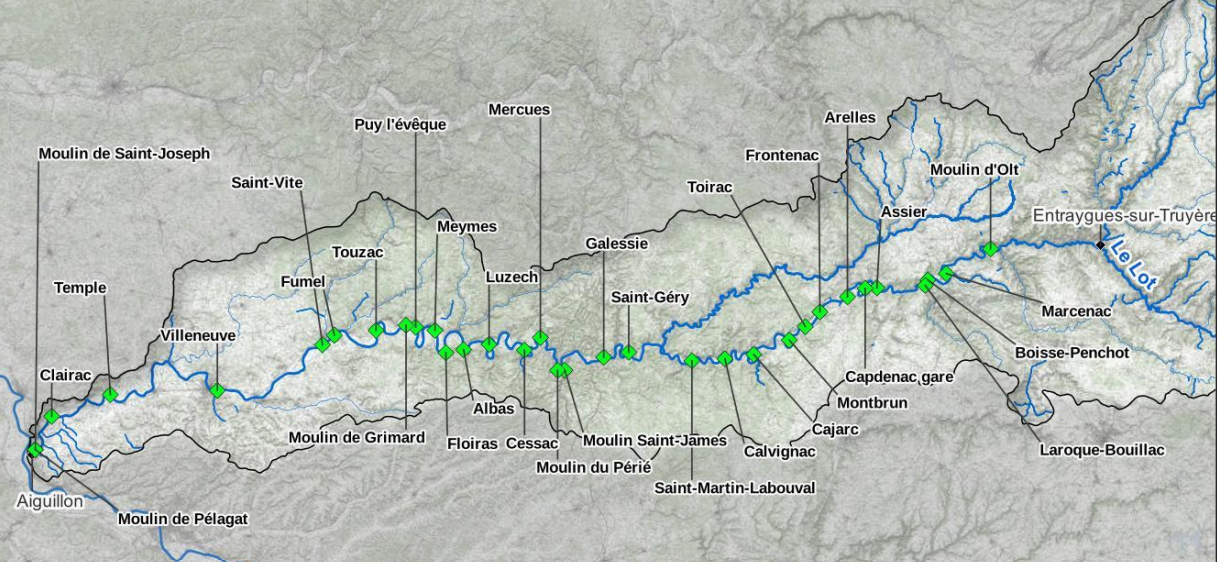 Mercues
Arelles
Puy l'évêque
Moulin de Saint-Joseph
Frontenac
Moulin d'Olt
Saint-Vite
Toirac
Assier
Entraygues-sur-Truyère
Meymes
Galessie
Touzac
Le Lot
Luzech
Fumel
Temple
Saint-Géry
Marcenac
Villeneuve
Boisse-Penchot
Clairac
Capdenac gare
Montbrun
Albas
Cajarc
Moulin de Grimard
Floiras
Cessac
Moulin Saint-James
Calvignac
Laroque-Bouillac
Moulin du Périé
Saint-Martin-Labouval
Aiguillon
Moulin de Pélagat